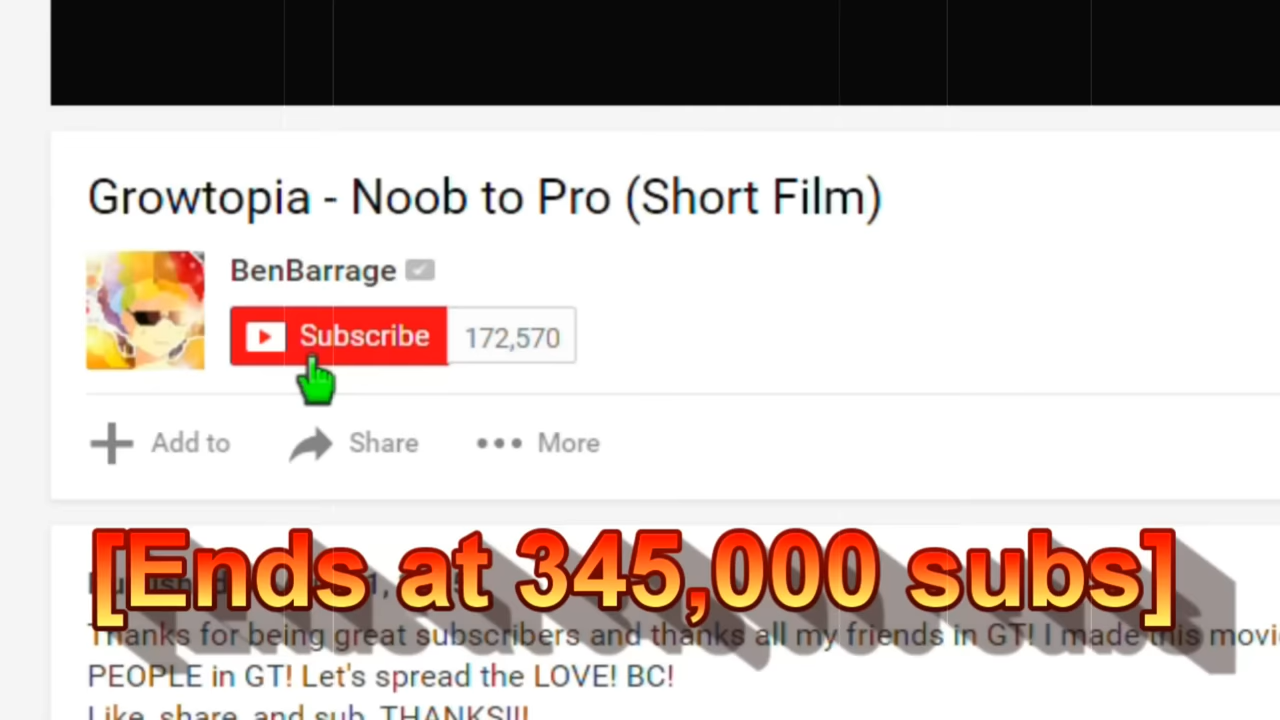 Growtopia - Noob to Pro (Short Film)
BenBarrage
Subscribe 172,570
Add to Share More
[Ends at 345,000 subs]
Thanks for being great subscribers and thanks all my friends in GT! I made this movi
PEOPLE in GT! Let's spread the LOVE! BC!
Like, share, and sub. THANKS!!!